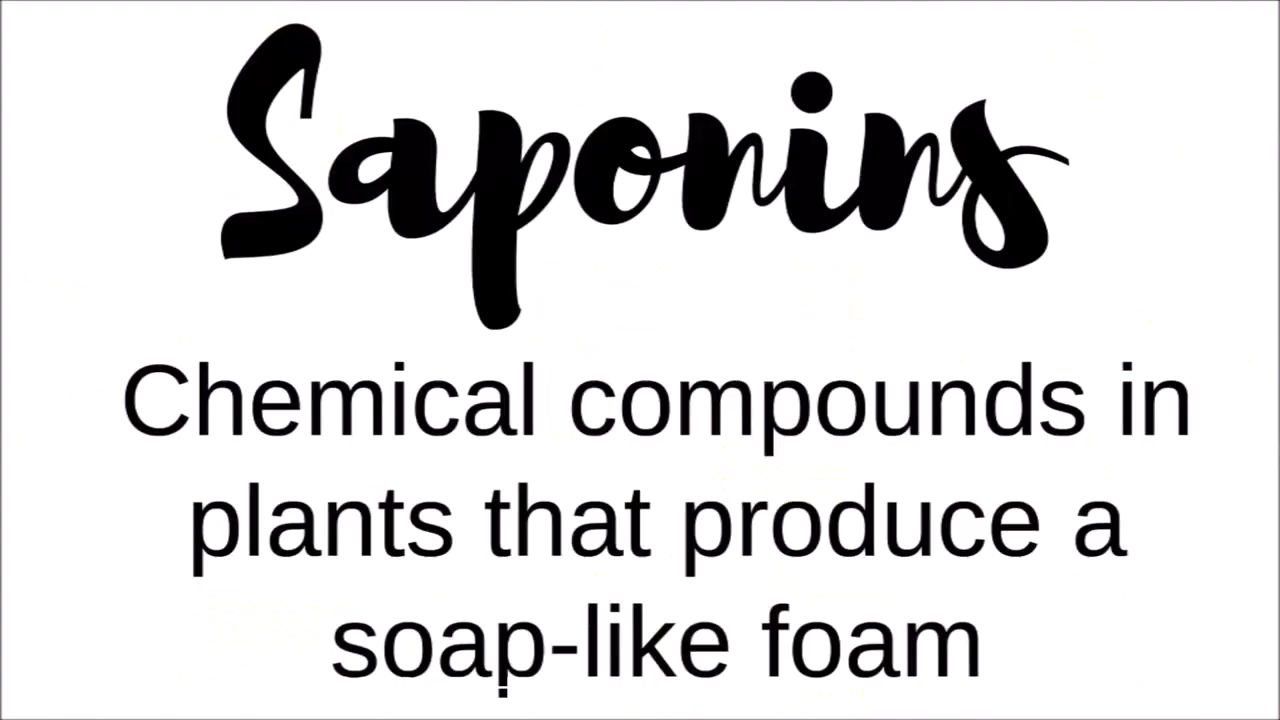 Saponins
Chemical compounds in
plants that produce a
soap-like foam